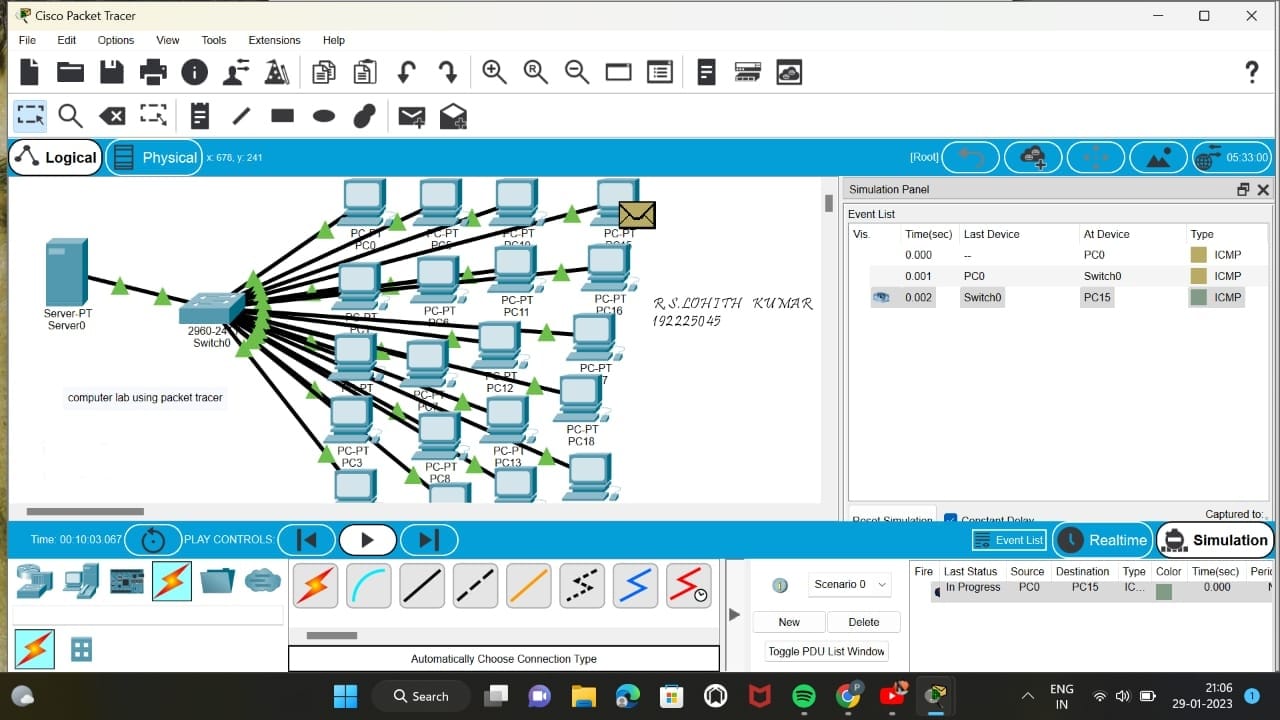 Cisco Packet Tracer
File Edit Options View Tools Extensions Help
Logical Physical x: 678, y: 241 [Root] 05:33:00
Simulation Panel
Event List
Vis. Time(sec) Last Device At Device Type
0.000 -- PC0 ICMP
0.001 PC0 Switch0 ICMP
0.002 Switch0 PC15 ICMP
PC-PT
PC0
PC-PT
PC5
PC-PT
PC10
PC-PT
PC15
Server-PT
Server0
Switch0
PC-PT
PC1
PC-PT
PC6
PC-PT
PC11
PC-PT
PC16
R.S.LOHITH KUMAR
192225045
PC-PT
PC-PT
PC-PT
PC12
PC-PT
computer lab using packet tracer
PC-PT
PC3
PC-PT
PC8
PC-PT
PC13
PC-PT
PC18
Reset Simulation Constant Delay Captured to:
Time: 00:10:03.067 PLAY CONTROLS: Event List Realtime Simulation
Scenario 0
New Delete
Toggle PDU List Window
Fire Last Status Source Destination Type Color Time(sec)
In Progress PC0 PC15 IC... 0.000
Automatically Choose Connection Type
Search
ENG
IN
21:06
29-01-2023
1